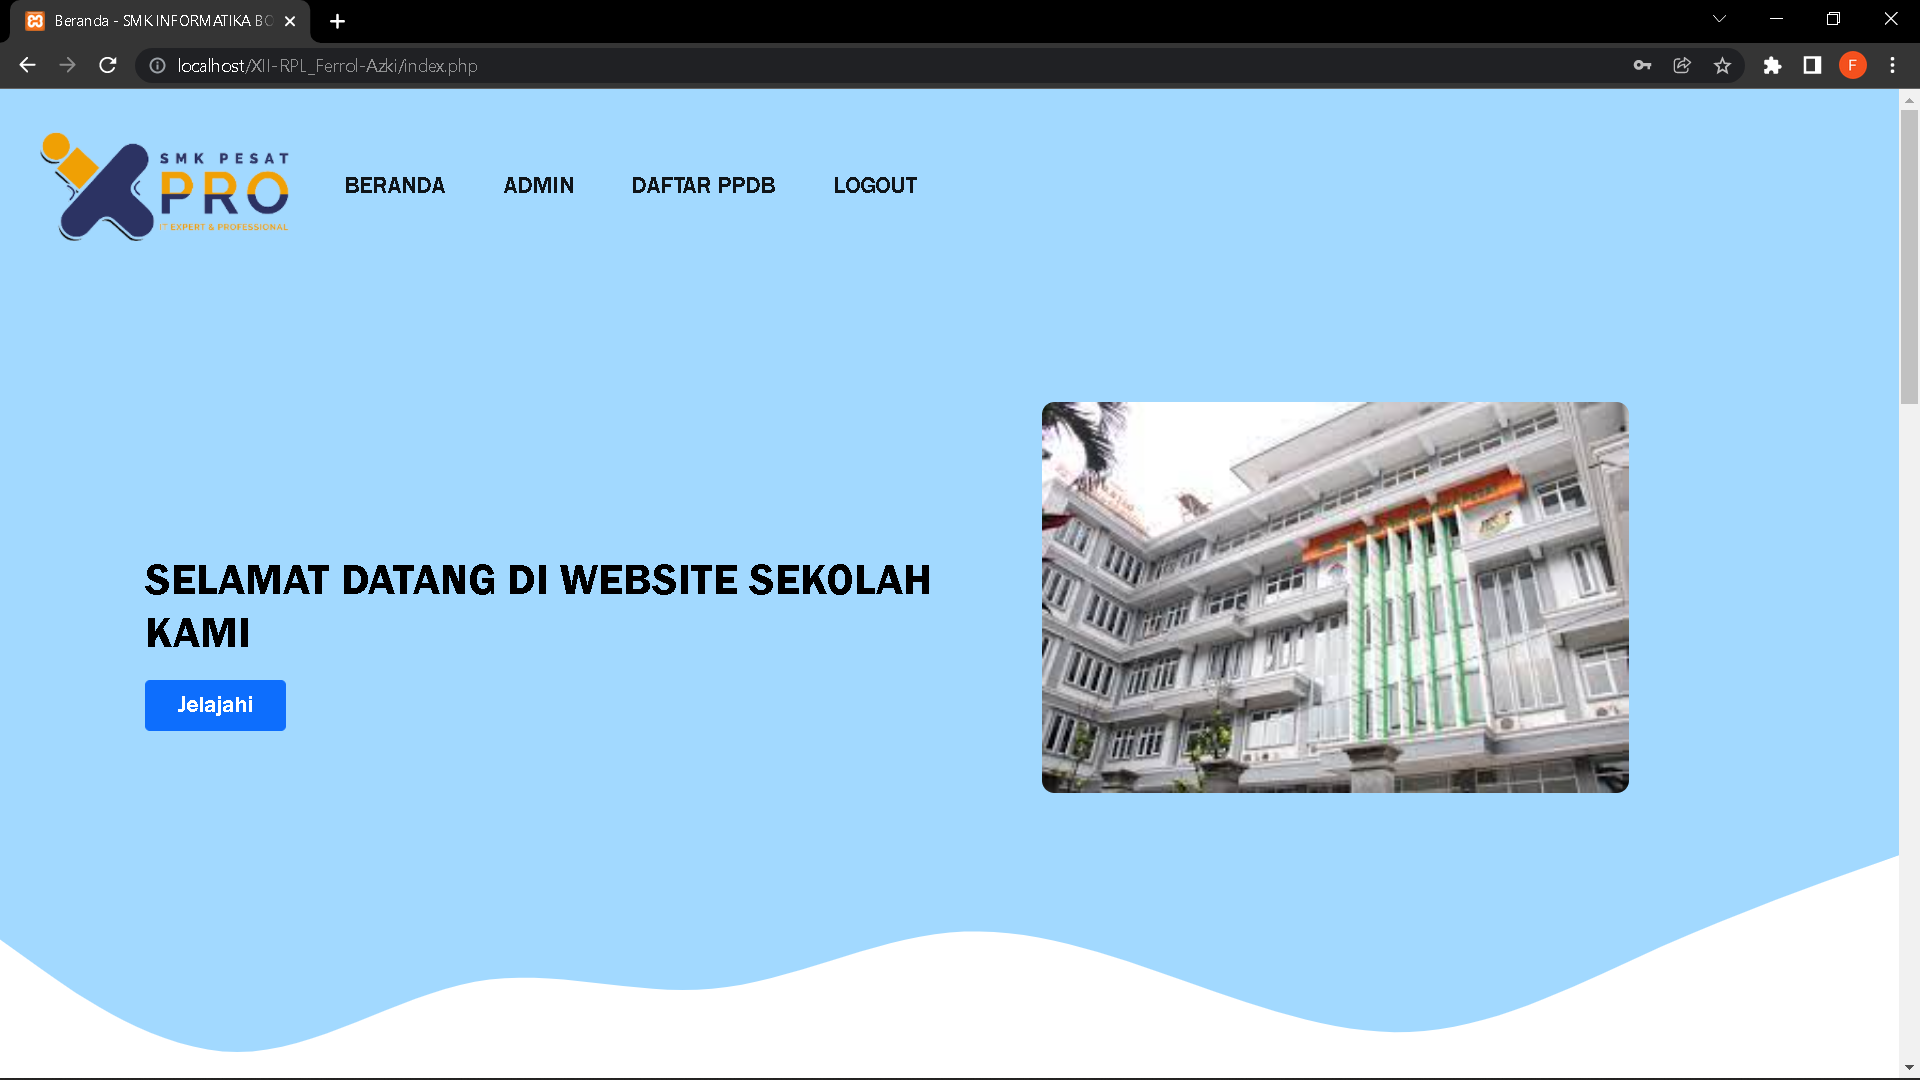 Beranda - SMK INFORMATIKA BO
localhost/XII-RPL_Ferrol-Azki/index.php
F
SMK PESAT
PRO
IT EXPERT & PROFESSIONAL
BERANDA
ADMIN
DAFTAR PPDB
LOGOUT
SELAMAT DATANG DI WEBSITE SEKOLAH
KAMI
Jelajahi